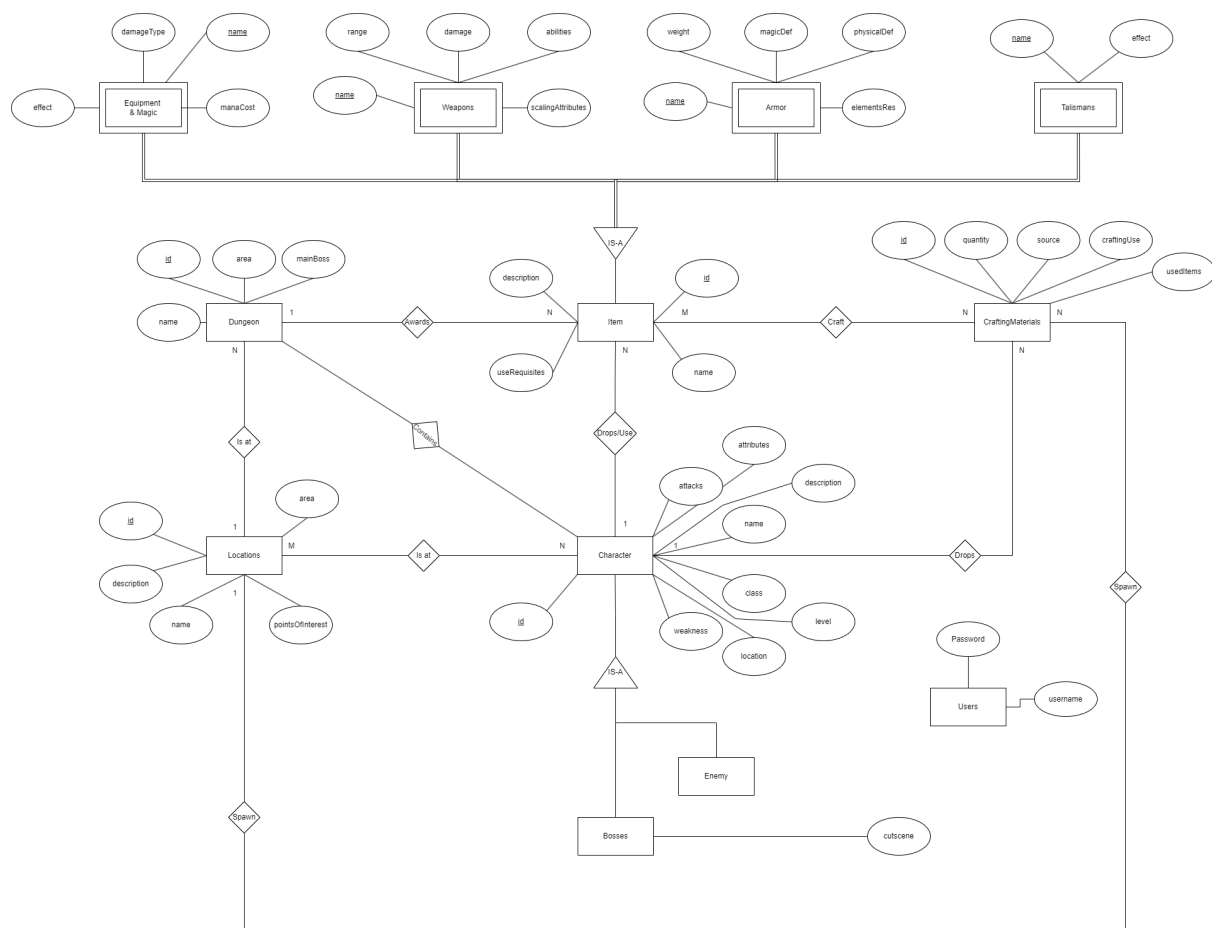 damageType
name
range
damage
abilities
weight
magicDef
physicalDef
name
effect
effect
Equipment
& Magic
manaCost
name
Weapons
scalingAttributes
name
Armor
elementsRes
Talismans
IS-A
id
area
mainBoss
description
id
id
quantity
source
craftingUse
usedItems
name
Dungeon
1
Awards
N
Item
M
Craft
N
CraftingMaterials
N
N
N
N
useRequisites
name
Contains
Drops/Use
Is at
attributes
attacks
description
area
id
name
1
1
Locations
M
Is at
N
Character
1
Drops
description
class
Spawn
1
name
pointsOfInterest
id
weakness
level
location
Password
IS-A
Users
username
Enemy
Spawn
Bosses
cutscene